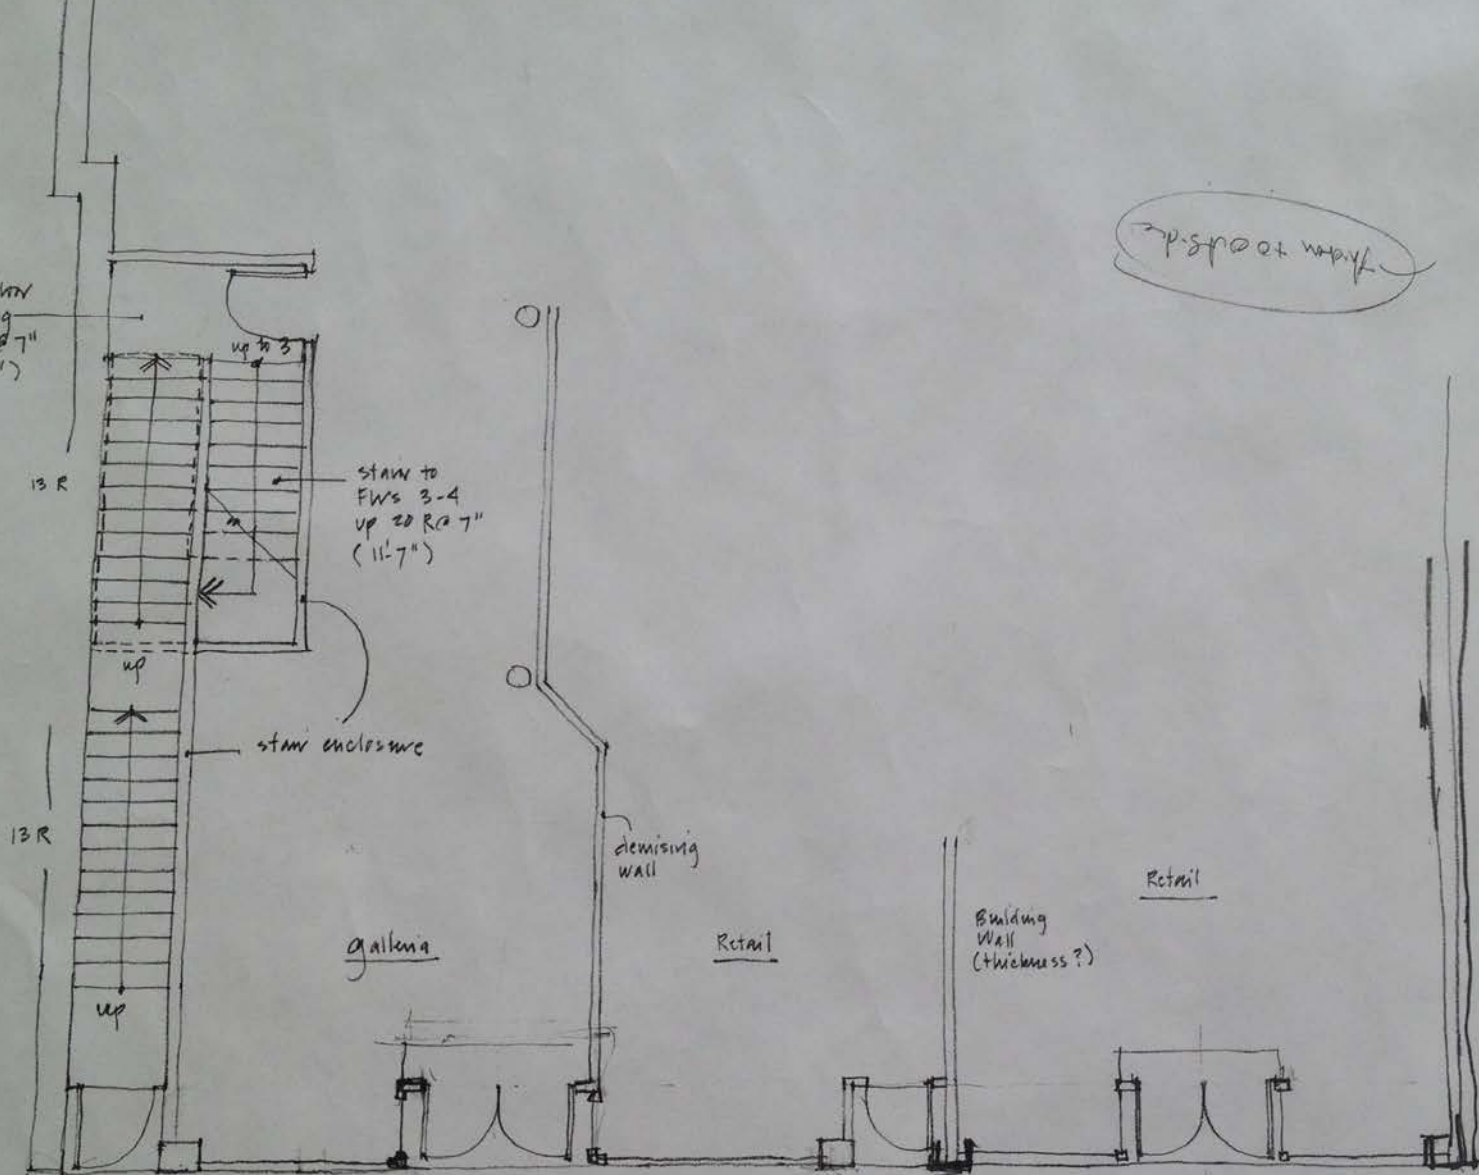 7"
up to 3
13 R
stair to
FLRS 3-4
up 20 R@ 7"
(11'-7")
up
stair enclosure
13 R
demising
wall
Retail
galleria
Retail
Building
Wall
(thickness?)
up